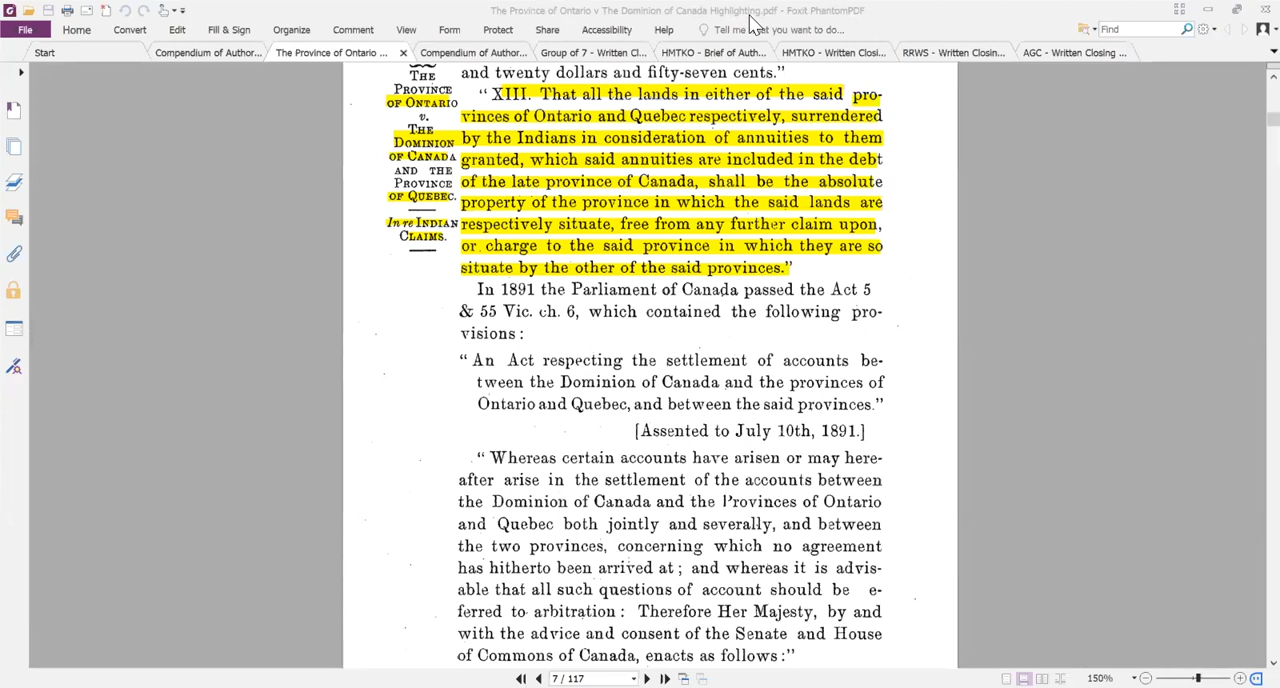 The Province of Ontario v The Dominion of Canada Highlighting.pdf - Foxit PhantomPDF
File Home Convert Edit Fill & Sign Organize Comment Form Protect View Share Accessibility Help Tell me what you want to do... Find
Start Compendium of Author... The Province of Ontario ... Compendium of Author... Group of 7 - Written Cl... HMTKO - Brief of Auth... HMTKO - Written Closi... RRWS - Written Closin... AGC - Written Closing ...
THE
PROVINCE
OF ONTARIO
v.
THE
DOMINION
OF CANADA
AND THE
PROVINCE
OF QUEBEC.
In re INDIAN
CLAIMS.
and twenty dollars and fifty-seven cents."
" XIII. That all the lands in either of the said pro-
vinces of Ontario and Quebec respectively, surrendered
by the Indians in consideration of annuities to them
granted, which said annuities are included in the debt
of the late province of Canada, shall be the absolute
property of the province in which the said lands are
respectively situate, free from any further claim upon,
or charge to the said province in which they are so
situate by the other of the said provinces."
In 1891 the Parliament of Canada passed the Act 5
& 55 Vic. ch. 6, which contained the following pro-
visions :
" An Act respecting the settlement of accounts be-
tween the Dominion of Canada and the provinces of
Ontario and Quebec, and between the said provinces."
[Assented to July 10th, 1891.]
" Whereas certain accounts have arisen or may here-
after arise in the settlement of the accounts between
the Dominion of Canada and the Provinces of Ontario
and Quebec both jointly and severally, and between
the two provinces, concerning which no agreement
has hitherto been arrived at ; and whereas it is advis-
able that all such questions of account should be e-
ferred to arbitration : Therefore Her Majesty, by and
with the advice and consent of the Senate and House
of Commons of Canada, enacts as follows :"
7 / 117
150%